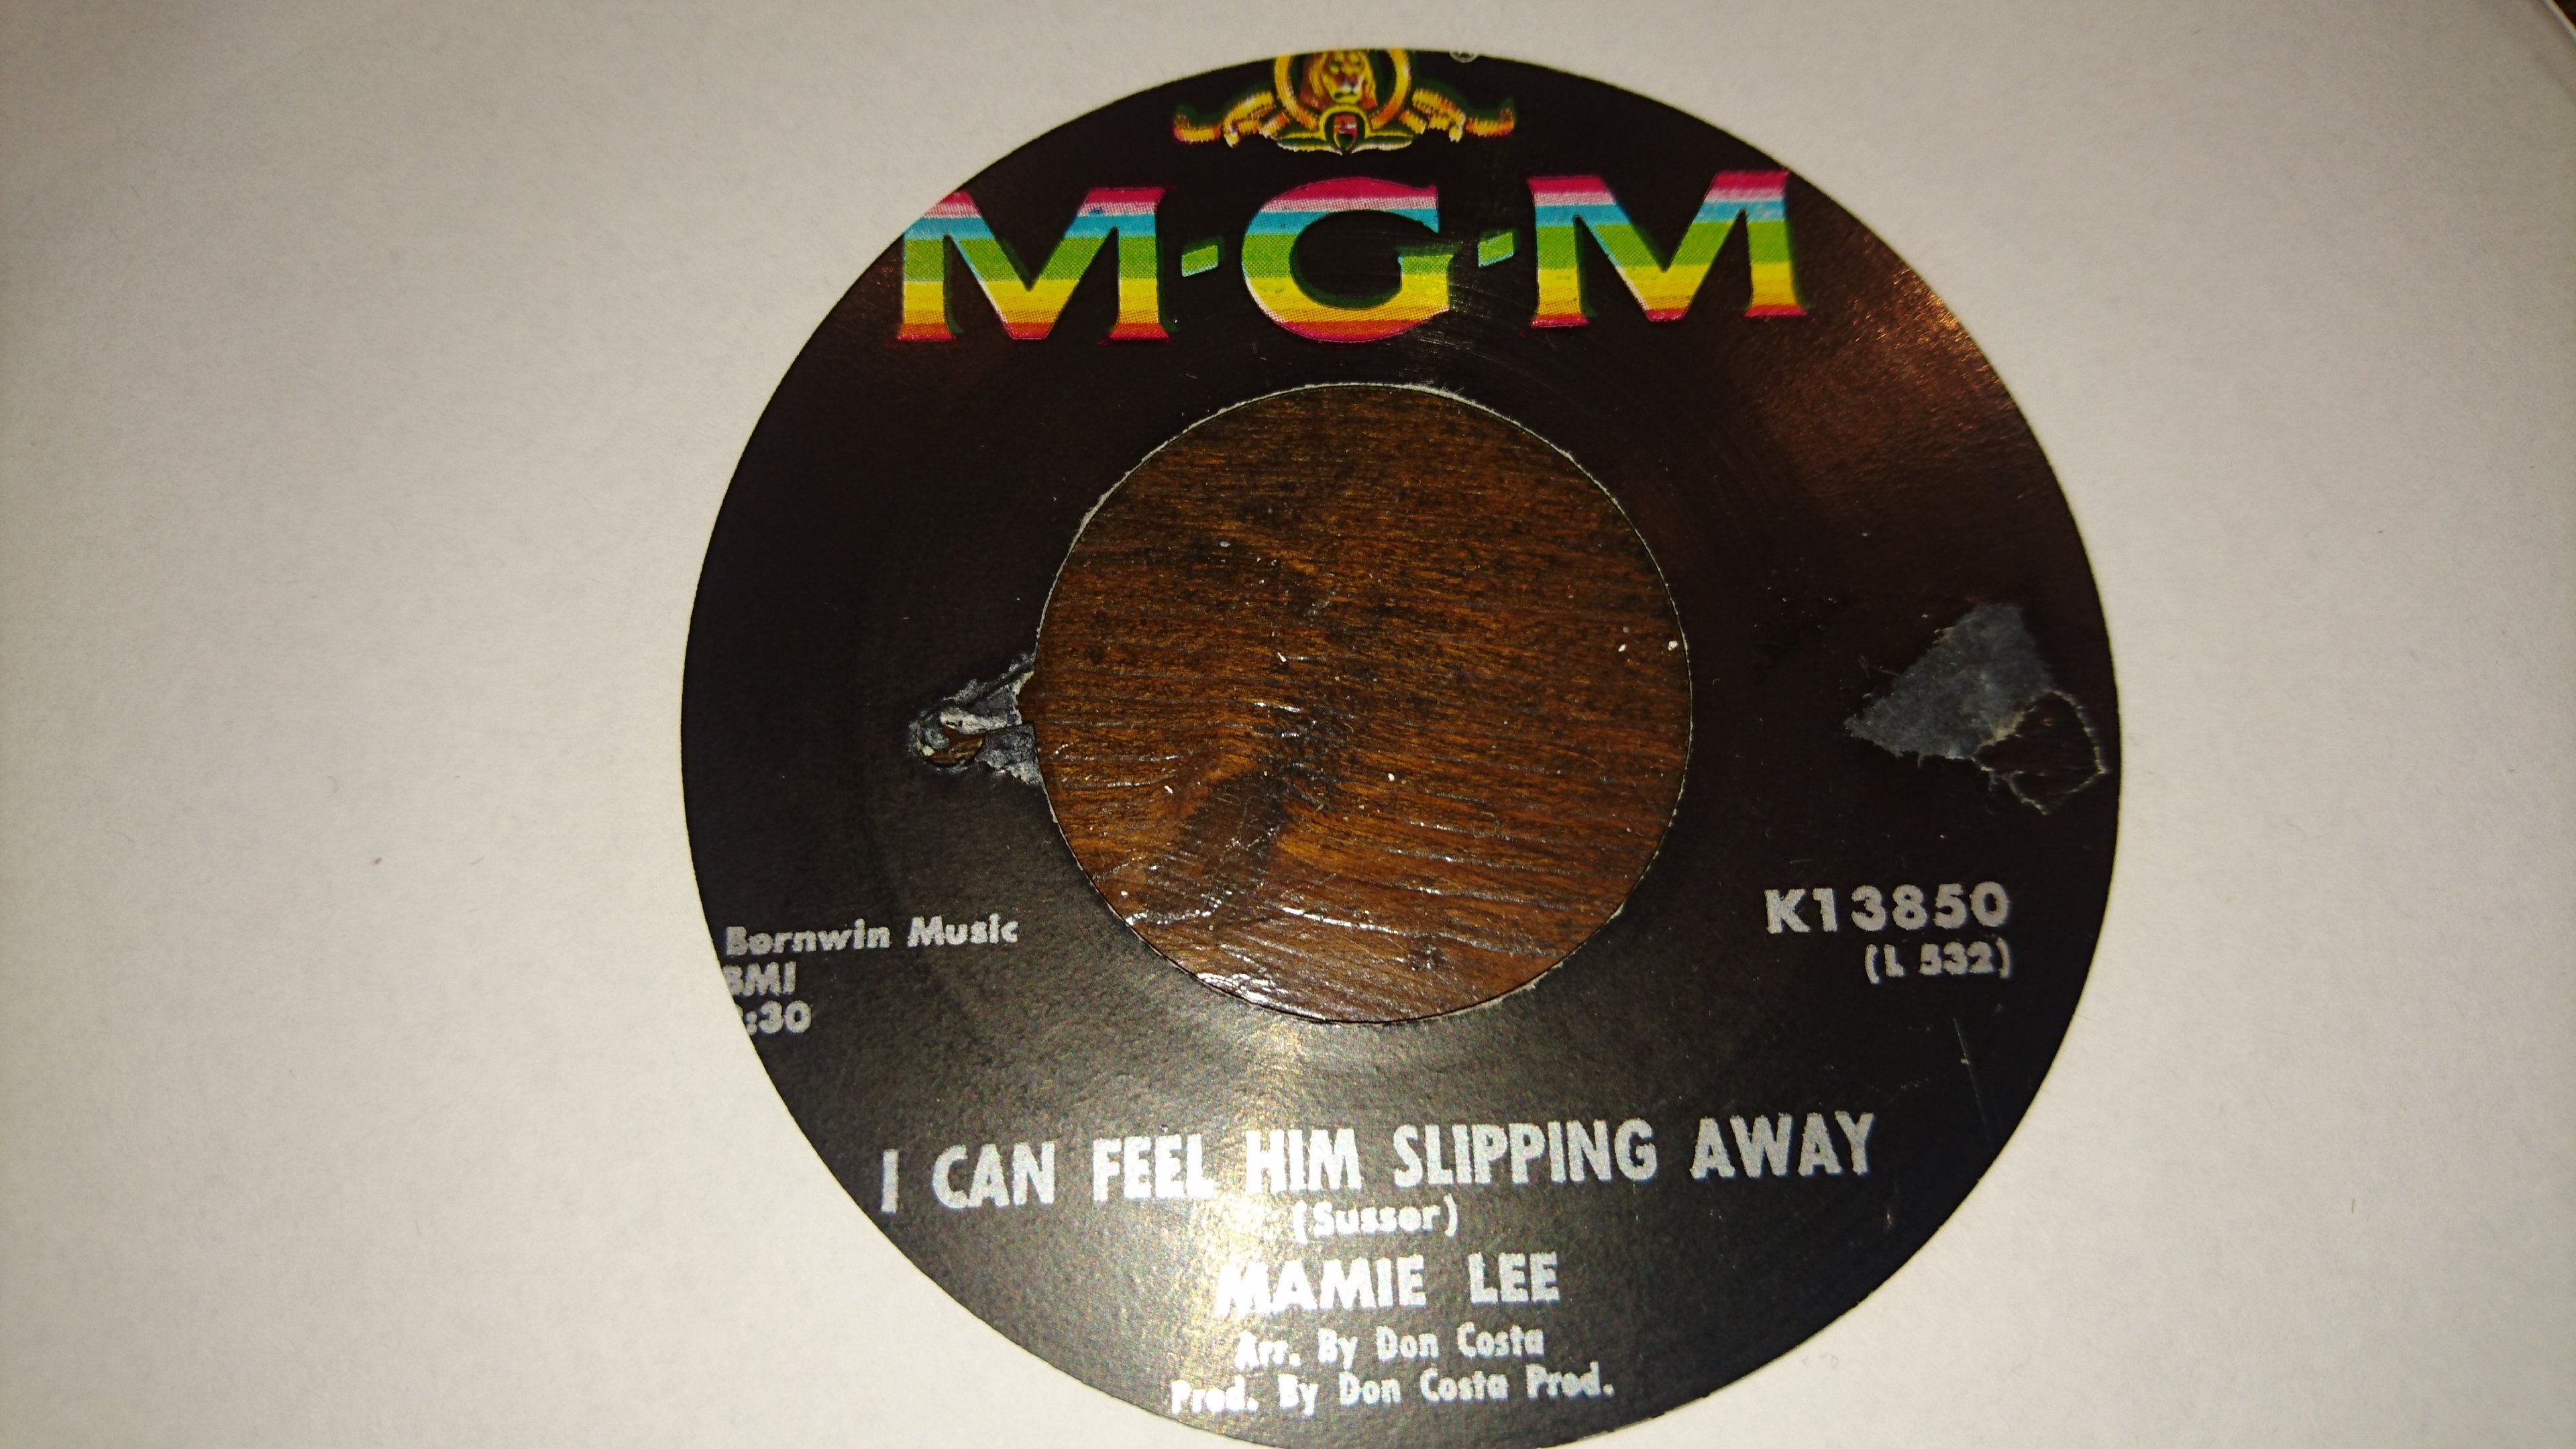 M-G-M
Bornwin Music
BMI
:30
K13850
(L 532)
I CAN FEEL HIM SLIPPING AWAY
(Susser)
MAMIE LEE
Arr. By Don Costa
Prod. By Don Costa Prod.